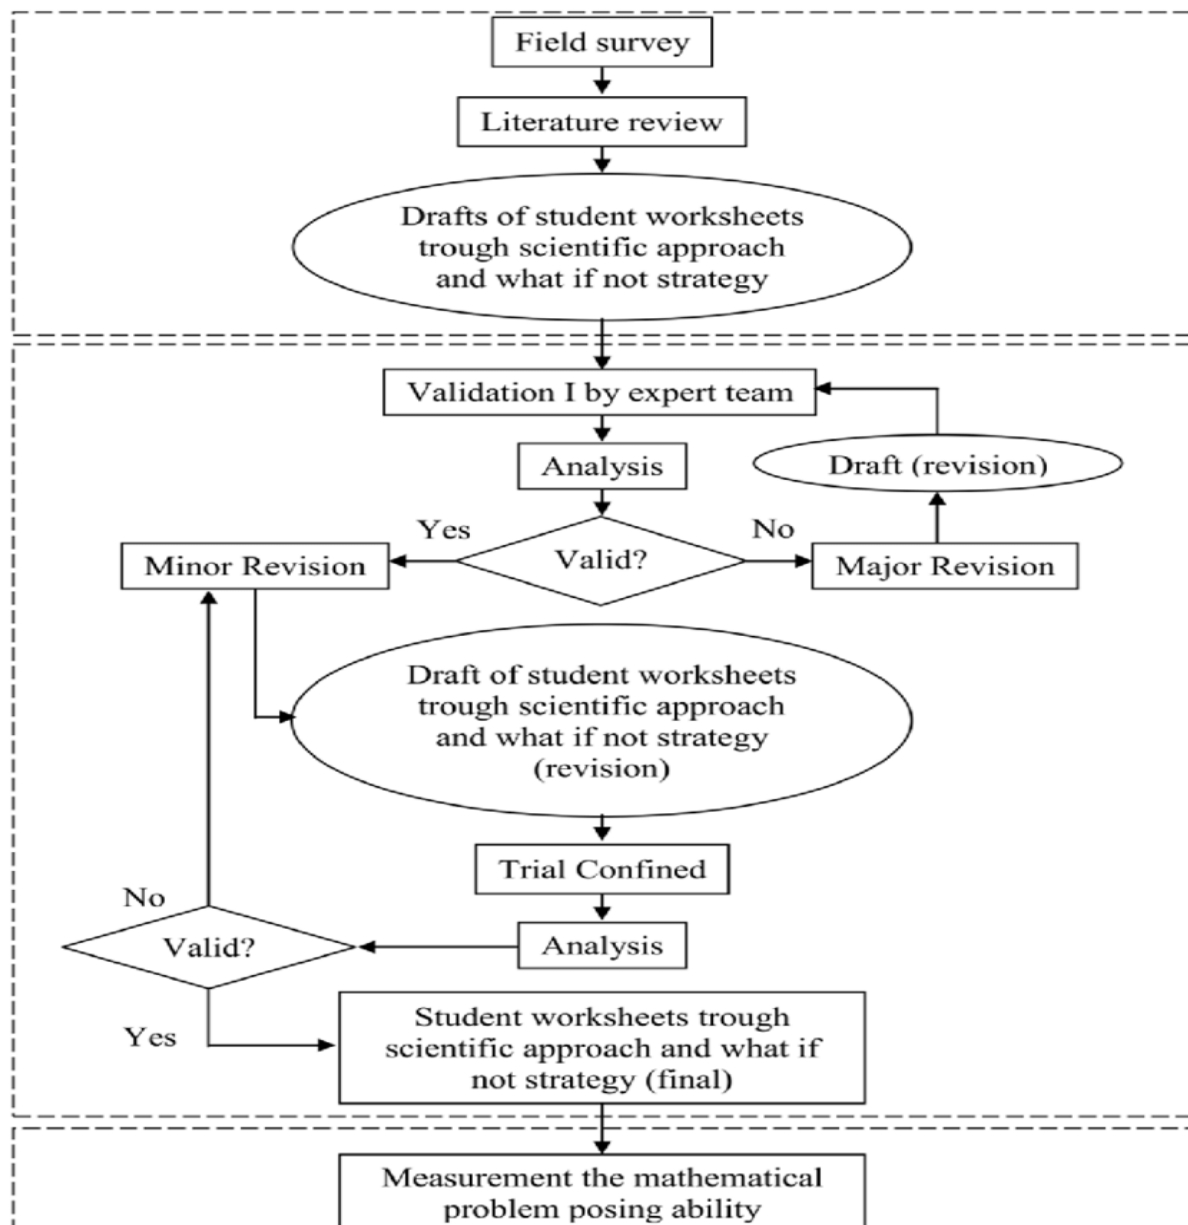 Field survey
Literature review
Drafts of student worksheets
trough scientific approach
and what if not strategy
Validation I by expert team
Analysis
Draft (revision)
Yes
No
Minor Revision
Valid?
Major Revision
Draft of student worksheets
trough scientific approach
and what if not strategy
(revision)
Trial Confined
No
Analysis
Valid?
Yes
Student worksheets trough
scientific approach and what if
not strategy (final)
Measurement the mathematical
problem posing ability